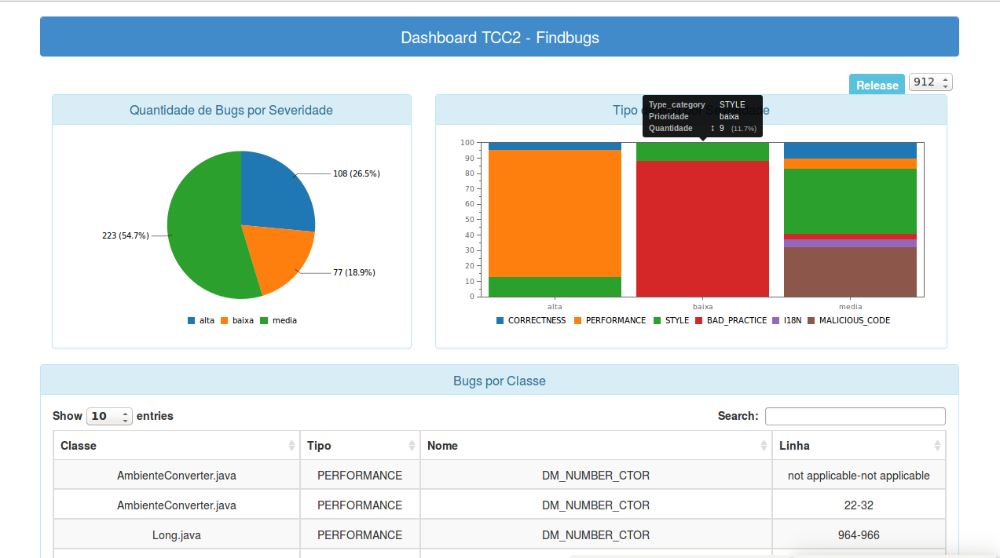 Dashboard TCC2 - Findbugs
Release 912
Quantidade de Bugs por Severidade
108 (26.5%)
223 (54.7%)
77 (18.9%)
alta baixa media
Tipo de por Severidade
Type_category STYLE
Prioridade baixa
Quantidade ↕ 9 (11.7%)
100
90
80
70
60
50
40
30
20
10
0
alta baixa media
CORRECTNESS PERFORMANCE STYLE BAD_PRACTICE I18N MALICIOUS_CODE
Bugs por Classe
Show 10 entries Search:
Classe Tipo Nome Linha
AmbienteConverter.java PERFORMANCE DM_NUMBER_CTOR not applicable-not applicable
AmbienteConverter.java PERFORMANCE DM_NUMBER_CTOR 22-32
Long.java PERFORMANCE DM_NUMBER_CTOR 964-966